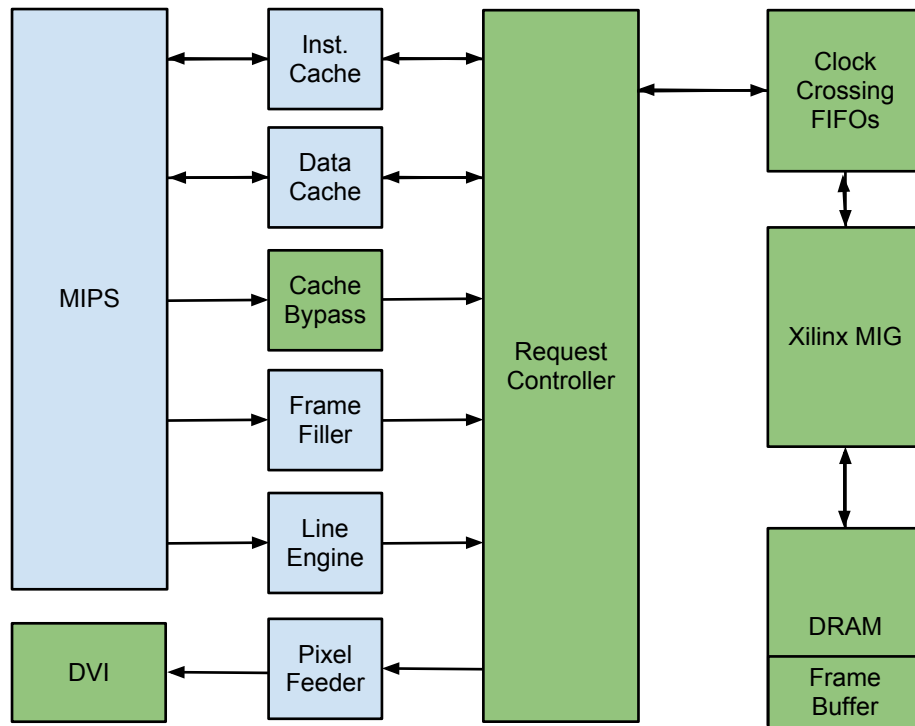 MIPS
Inst.
Cache
Data
Cache
Cache
Bypass
Frame
Filler
Line
Engine
Pixel
Feeder
DVI
Request
Controller
Clock
Crossing
FIFOs
Xilinx MIG
DRAM
Frame
Buffer